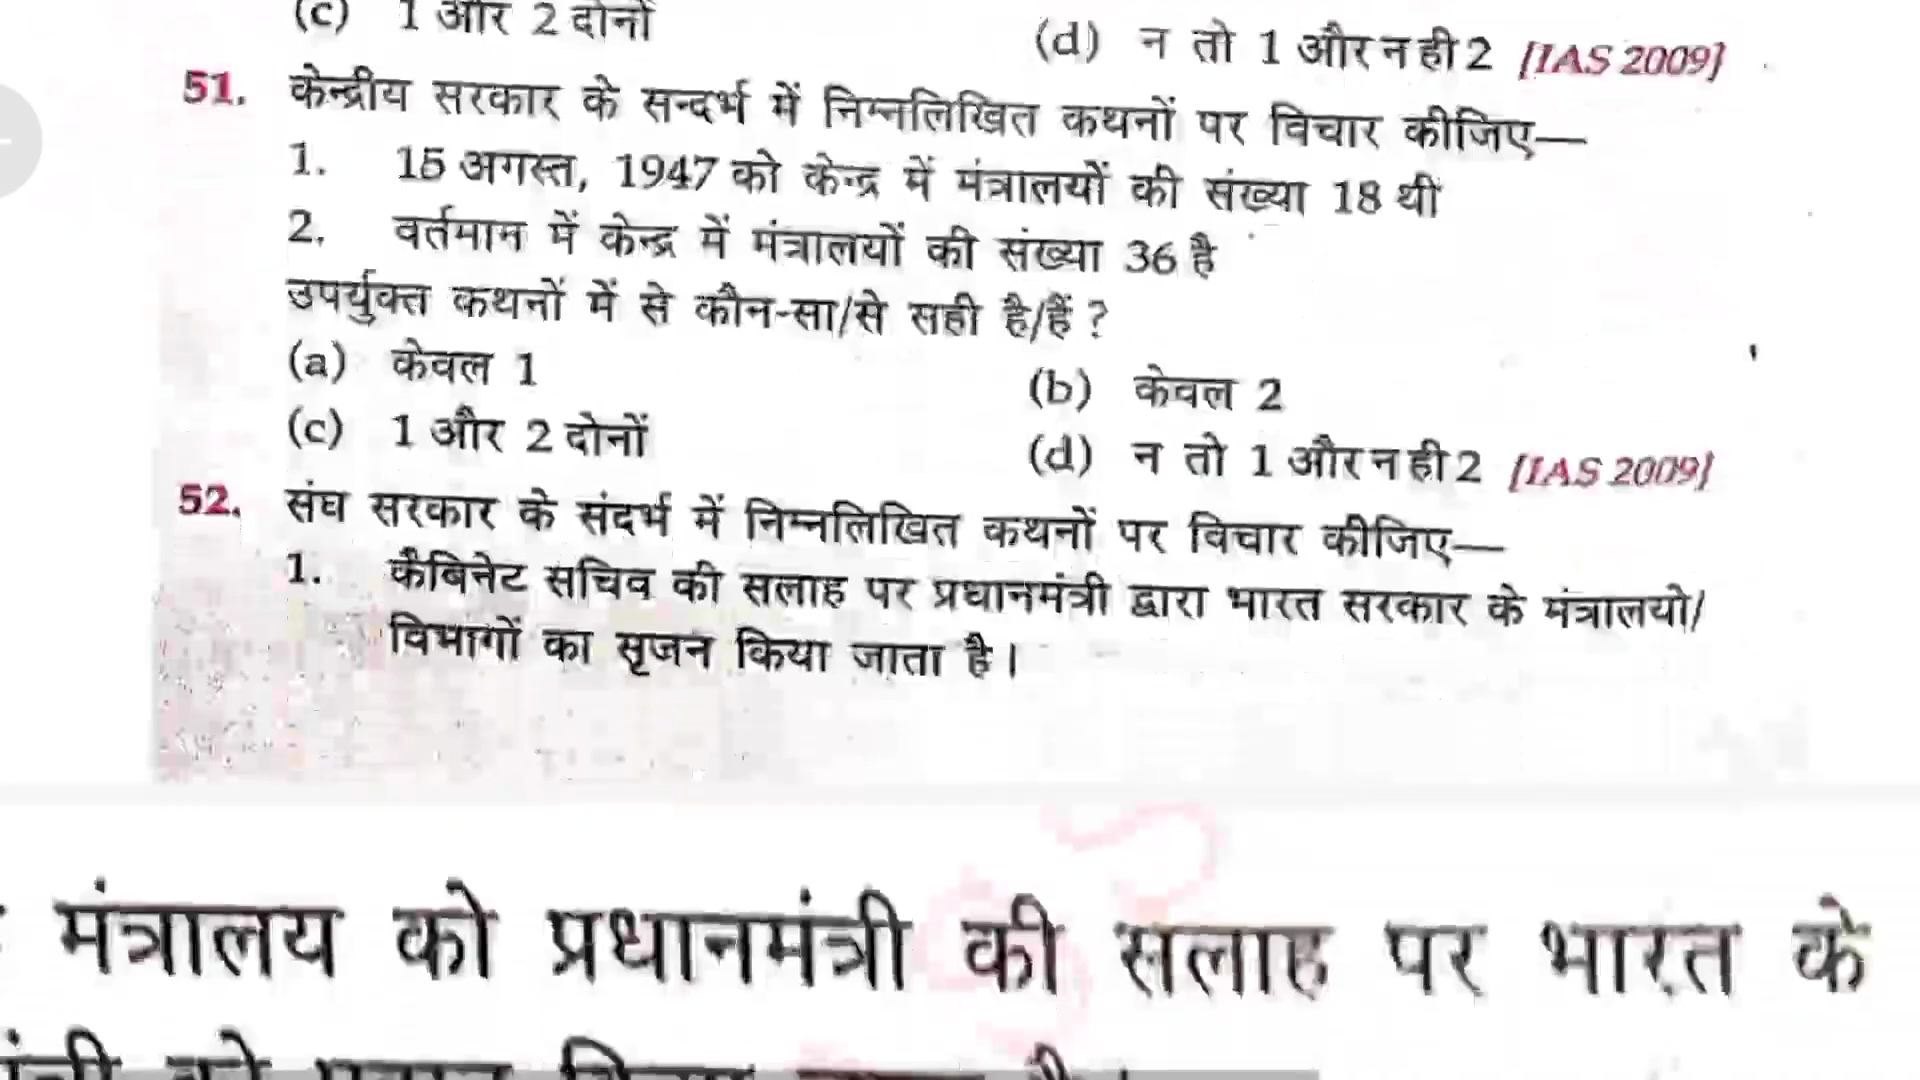 (c) 1 और 2 दोनों
(d) न तो 1 और न ही 2 [IAS 2009]
51. केन्द्रीय सरकार के सन्दर्भ में निम्नलिखित कथनों पर विचार कीजिए—
1. 15 अगस्त, 1947 को केन्द्र में मंत्रालयों की संख्या 18 थी
2. वर्तमान में केन्द्र में मंत्रालयों की संख्या 36 है
उपर्युक्त कथनों में से कौन-सा/से सही है/हैं ?
(a) केवल 1
(b) केवल 2
(c) 1 और 2 दोनों
(d) न तो 1 और न ही 2 [IAS 2009]
52. संघ सरकार के संदर्भ में निम्नलिखित कथनों पर विचार कीजिए—
1. कैबिनेट सचिव की सलाह पर प्रधानमंत्री द्वारा भारत सरकार के मंत्रालयो/
विभागों का सृजन किया जाता है।
मंत्रालय को प्रधानमंत्री की सलाह पर भारत के